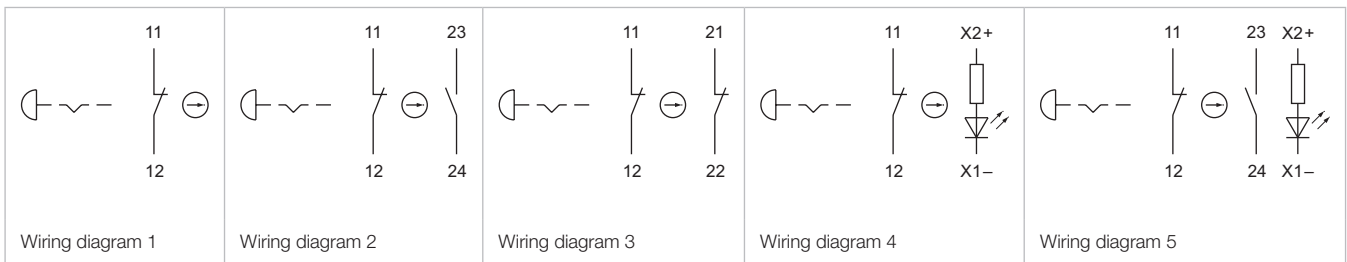 11
12
Wiring diagram 1
11 23
12 24
Wiring diagram 2
11 21
12 22
Wiring diagram 3
11 X2+
12 X1–
Wiring diagram 4
11 23 X2+
12 24 X1–
Wiring diagram 5